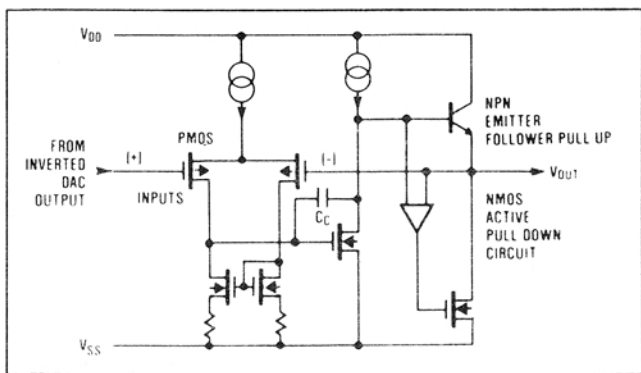 VDD
NPN
EMITTER
FOLLOWER PULL UP
PMOS
FROM
INVERTED
DAC
OUTPUT
(+)
(-)
INPUTS
VOUT
CC
NMOS
ACTIVE
PULL DOWN
CIRCUIT
VSS